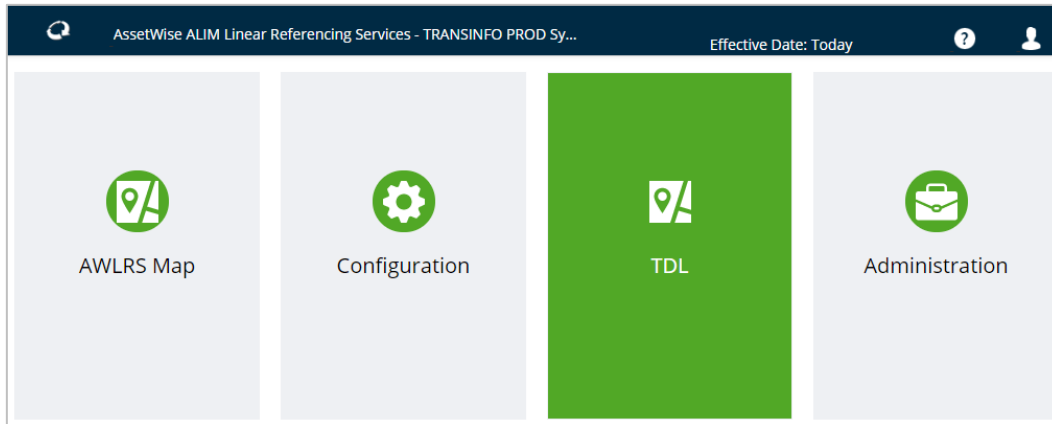 AssetWise ALIM Linear Referencing Services - TRANSINFO PROD Sy...
Effective Date: Today
?
AWLRS Map
Configuration
TDL
Administration